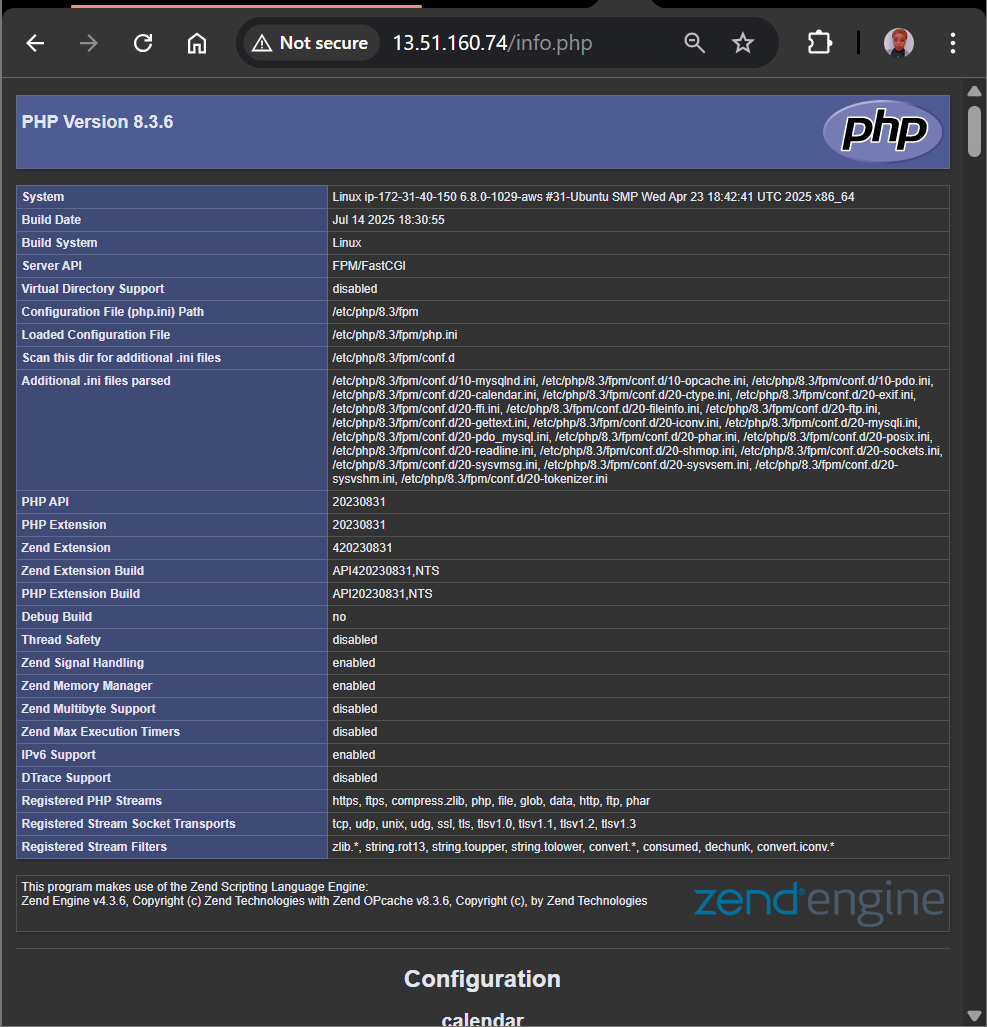 Not secure 13.51.160.74/info.php
PHP Version 8.3.6
php
System Linux ip-172-31-40-150 6.8.0-1029-aws #31-Ubuntu SMP Wed Apr 23 18:42:41 UTC 2025 x86_64
Build Date Jul 14 2025 18:30:55
Build System Linux
Server API FPM/FastCGI
Virtual Directory Support disabled
Configuration File (php.ini) Path /etc/php/8.3/fpm
Loaded Configuration File /etc/php/8.3/fpm/php.ini
Scan this dir for additional .ini files /etc/php/8.3/fpm/conf.d
Additional .ini files parsed /etc/php/8.3/fpm/conf.d/10-mysqlnd.ini, /etc/php/8.3/fpm/conf.d/10-opcache.ini, /etc/php/8.3/fpm/conf.d/10-pdo.ini,
/etc/php/8.3/fpm/conf.d/20-calendar.ini, /etc/php/8.3/fpm/conf.d/20-ctype.ini, /etc/php/8.3/fpm/conf.d/20-exif.ini,
/etc/php/8.3/fpm/conf.d/20-ffi.ini, /etc/php/8.3/fpm/conf.d/20-fileinfo.ini, /etc/php/8.3/fpm/conf.d/20-ftp.ini,
/etc/php/8.3/fpm/conf.d/20-gettext.ini, /etc/php/8.3/fpm/conf.d/20-iconv.ini, /etc/php/8.3/fpm/conf.d/20-mysqli.ini,
/etc/php/8.3/fpm/conf.d/20-pdo_mysql.ini, /etc/php/8.3/fpm/conf.d/20-phar.ini, /etc/php/8.3/fpm/conf.d/20-posix.ini,
/etc/php/8.3/fpm/conf.d/20-readline.ini, /etc/php/8.3/fpm/conf.d/20-shmop.ini, /etc/php/8.3/fpm/conf.d/20-sockets.ini,
/etc/php/8.3/fpm/conf.d/20-sysvmsg.ini, /etc/php/8.3/fpm/conf.d/20-sysvsem.ini, /etc/php/8.3/fpm/conf.d/20-
sysvshm.ini, /etc/php/8.3/fpm/conf.d/20-tokenizer.ini
PHP API 20230831
PHP Extension 20230831
Zend Extension 420230831
Zend Extension Build API420230831,NTS
PHP Extension Build API20230831,NTS
Debug Build no
Thread Safety disabled
Zend Signal Handling enabled
Zend Memory Manager enabled
Zend Multibyte Support disabled
Zend Max Execution Timers disabled
IPv6 Support enabled
DTrace Support disabled
Registered PHP Streams https, ftps, compress.zlib, php, file, glob, data, http, ftp, phar
Registered Stream Socket Transports tcp, udp, unix, udg, ssl, tls, tlsv1.0, tlsv1.1, tlsv1.2, tlsv1.3
Registered Stream Filters zlib.*, string.rot13, string.toupper, string.tolower, convert.*, consumed, dechunk, convert.iconv.*
This program makes use of the Zend Scripting Language Engine:
Zend Engine v4.3.6, Copyright (c) Zend Technologies with Zend OPcache v8.3.6, Copyright (c), by Zend Technologies
zend engine
Configuration
calendar